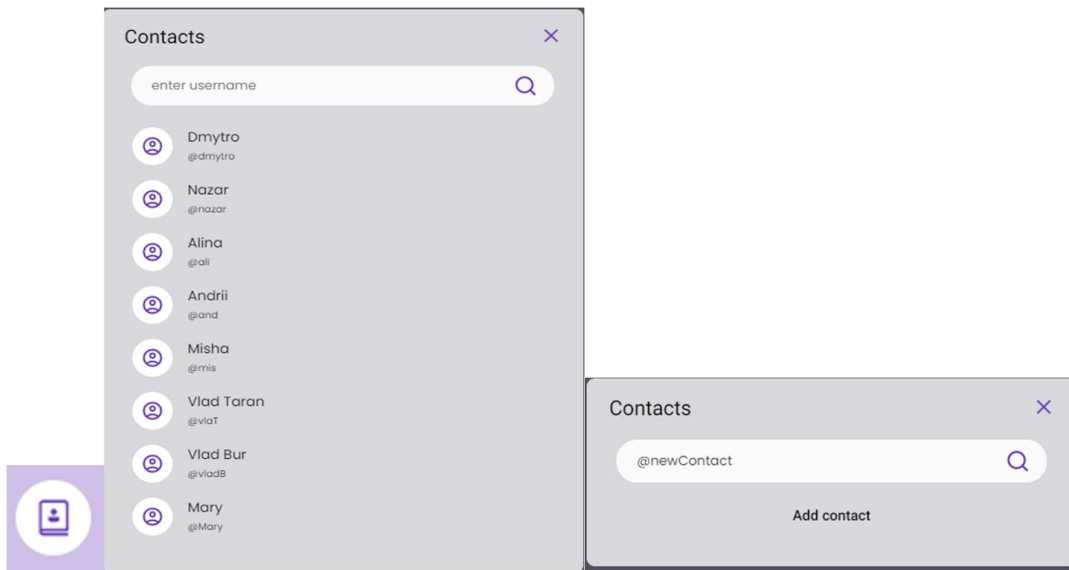 Contacts
enter username
Dmytro
@dmytro
Nazar
@nazar
Alina
@ali
Andrii
@and
Misha
@mis
Vlad Taran
@vlaT
Vlad Bur
@vladB
Mary
@Mary
Contacts
@newContact
Add contact